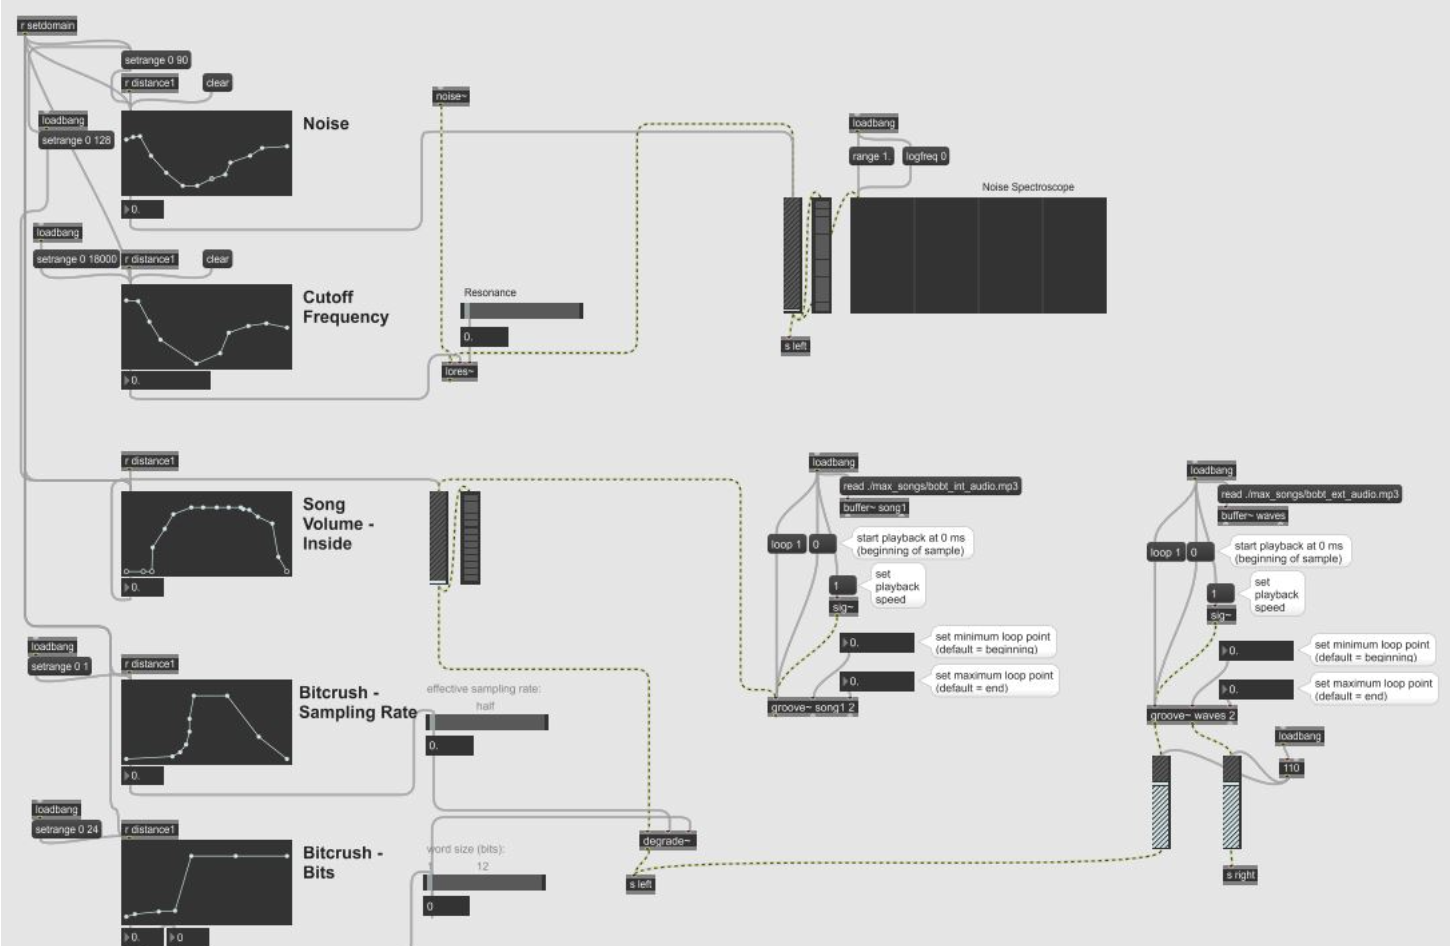 r setdomain
setrange 0 90
r distance1
clear
noise~
loadbang
setrange 0 128
Noise
loadbang
range 1.
logfreq 0
Noise Spectroscope
0.
loadbang
setrange 0 18000
r distance1
clear
Cutoff
Frequency
Resonance
0.
s left
lores~
0.
r distance1
loadbang
loadbang
read ./max_songs/bobt_int_audio.mp3
read ./max_songs/bobt_ext_audio.mp3
buffer~ song1
buffer~ waves
Song
Volume -
Inside
loop 1
0
start playback at 0 ms
(beginning of sample)
loop 1
0
start playback at 0 ms
(beginning of sample)
1
set
playback
speed
1
set
playback
speed
sig~
sig~
0.
0.
set minimum loop point
(default = beginning)
0.
set minimum loop point
(default = beginning)
loadbang
setrange 0 1
r distance1
0.
set maximum loop point
(default = end)
0.
set maximum loop point
(default = end)
Bitcrush -
Sampling Rate
effective sampling rate:
half
groove~ song1 2
groove~ waves 2
0.
loadbang
110
0.
loadbang
setrange 0 24
r distance1
degrade~
Bitcrush -
Bits
word size (bits):
1
12
s left
s right
0
0.
0